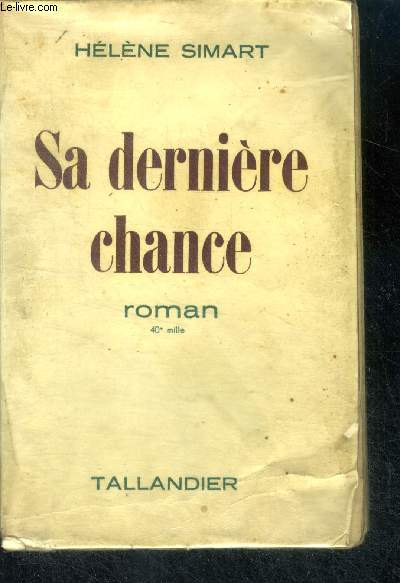 Le-livre.com
HÉLÈNE SIMART
Sa dernière
chance
roman
40e mille
TALLANDIER